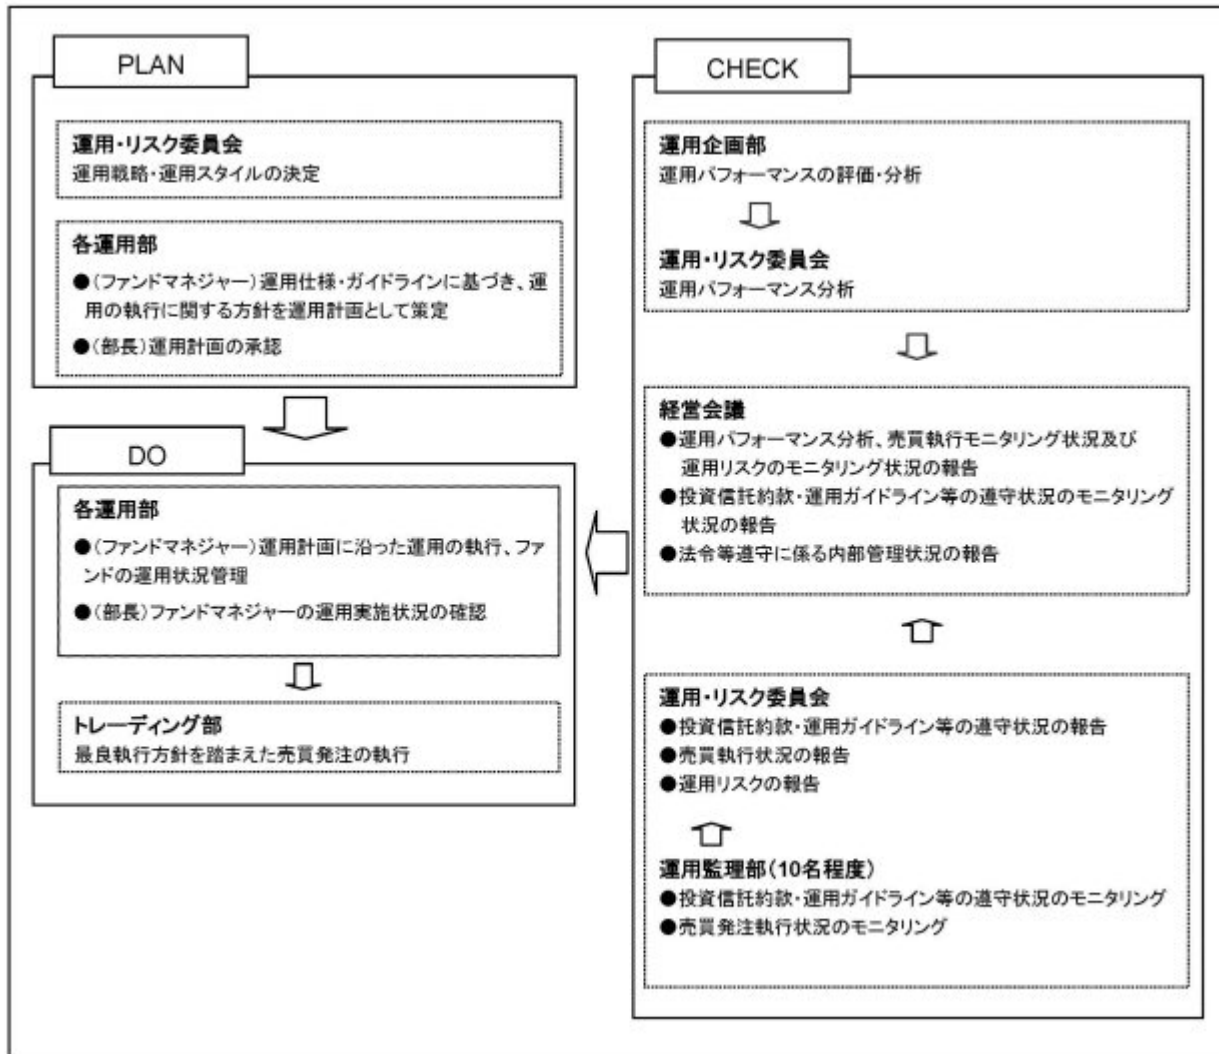 PLAN
運用・リスク委員会
運用戦略・運用スタイルの決定
各運用部
●(ファンドマネジャー)運用仕様・ガイドラインに基づき、運
用の執行に関する方針を運用計画として策定
●(部長)運用計画の承認
DO
各運用部
●(ファンドマネジャー)運用計画に沿った運用の執行、ファ
ンドの運用状況管理
●(部長)ファンドマネジャーの運用実施状況の確認
トレーディング部
最良執行方針を踏まえた売買発注の執行
CHECK
運用企画部
運用パフォーマンスの評価・分析
運用・リスク委員会
運用パフォーマンス分析
経営会議
●運用パフォーマンス分析、売買執行モニタリング状況及び
運用リスクのモニタリング状況の報告
●投資信託約款・運用ガイドライン等の遵守状況のモニタリング
状況の報告
●法令等遵守に係る内部管理状況の報告
運用・リスク委員会
●投資信託約款・運用ガイドライン等の遵守状況の報告
●売買執行状況の報告
●運用リスクの報告
運用監理部(10名程度)
●投資信託約款・運用ガイドライン等の遵守状況のモニタリング
●売買発注執行状況のモニタリング